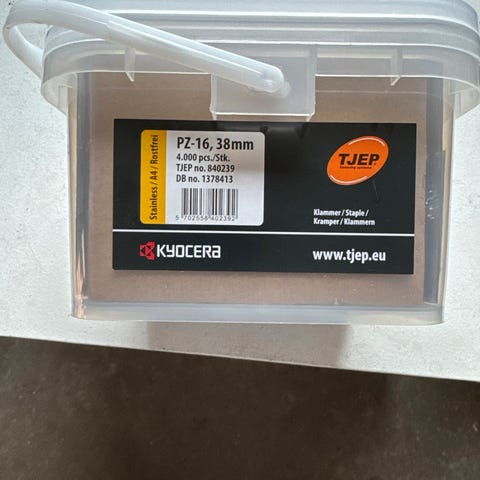 Stainless / A4 / Rostfrei
PZ-16, 38mm
4.000 pcs./Stk.
TJEP no. 840239
DB no. 1378413
5 702558 402392
TJEP
Klammer / Staple /
Kramper / Klammern
KYOCERA
www.tjep.eu